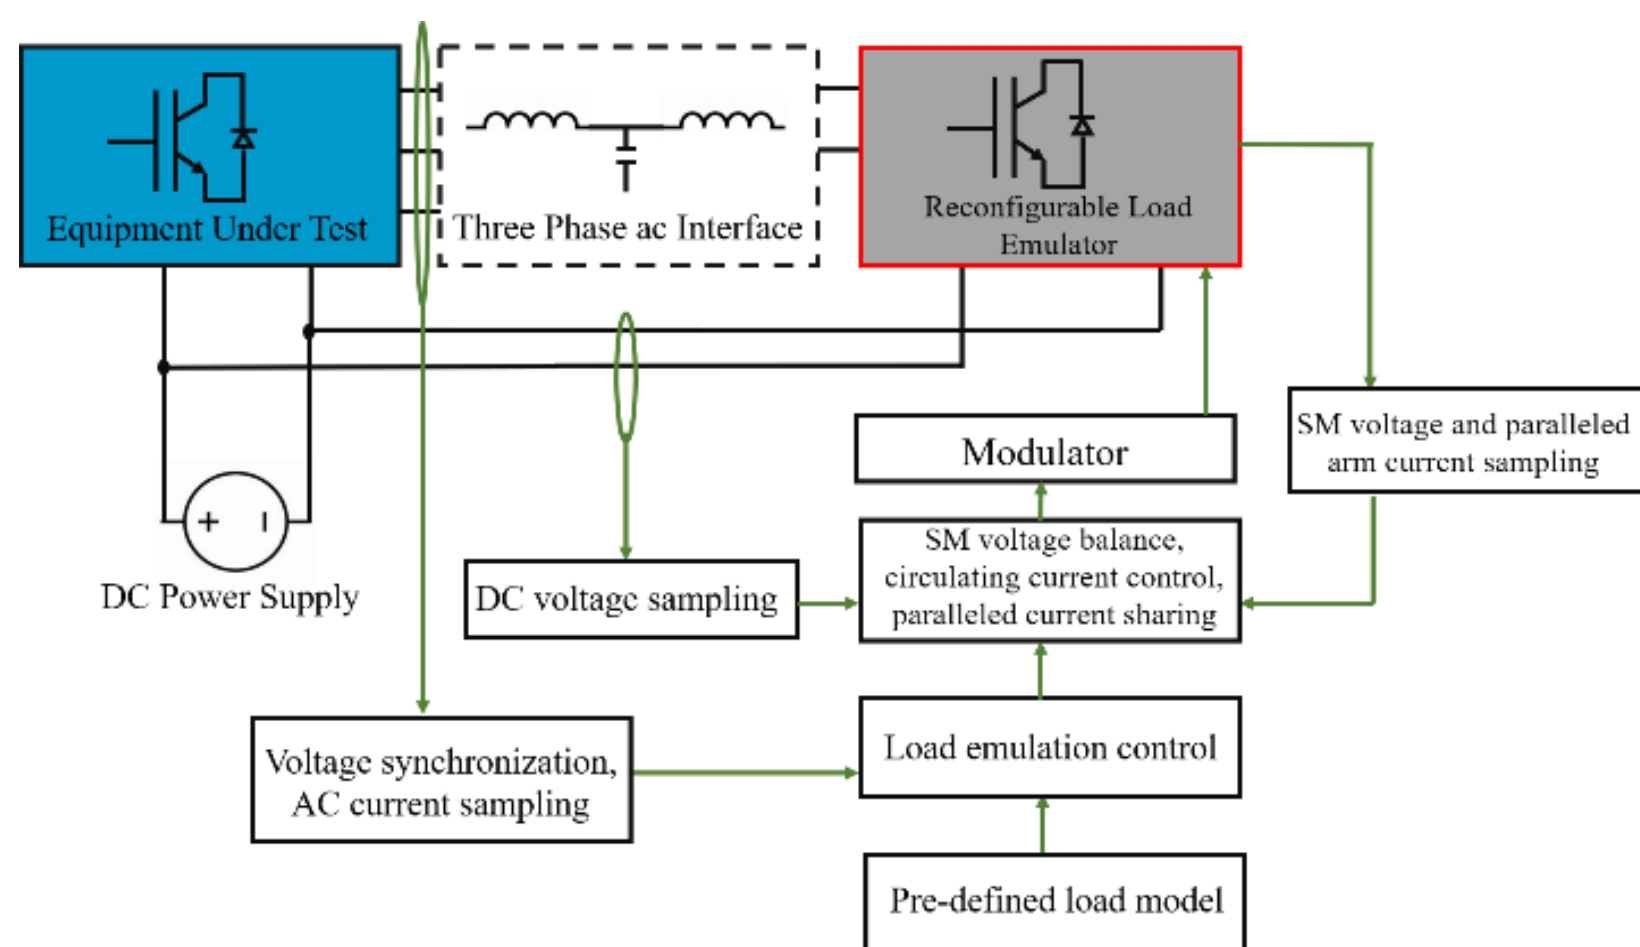 Equipment Under Test
Three Phase ac Interface
Reconfigurable Load
Emulator
SM voltage and paralleled
arm current sampling
Modulator
+
DC Power Supply
DC voltage sampling
SM voltage balance,
circulating current control,
paralleled current sharing
Voltage synchronization,
AC current sampling
Load emulation control
Pre-defined load model